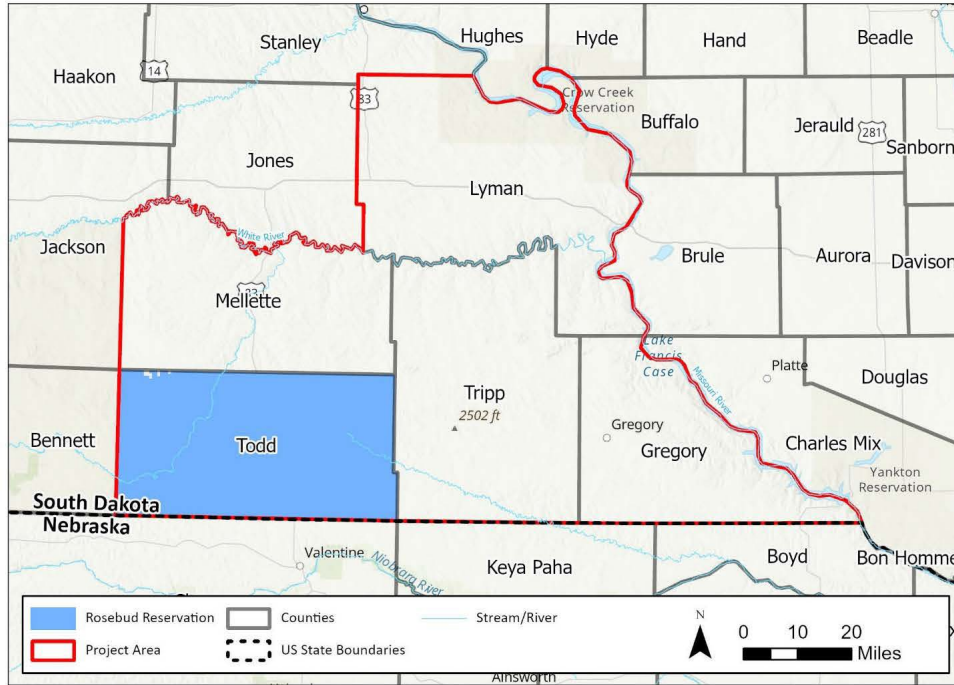 Stanley
Hughes
Hyde
Hand
Beadle
Haakon
14
83
Crow Creek
Reservation
Buffalo
Jerauld
281
Sanborn
Jones
Lyman
White River
Jackson
Brule
Aurora
Davison
Mellette
83
Lake
Francis
Case
Missouri River
Platte
Douglas
Tripp
2502 ft
Gregory
Gregory
Charles Mix
Bennett
Todd
Yankton
Reservation
South Dakota
Nebraska
Valentine
Niobrara River
Keya Paha
Boyd
Bon Homme
Rosebud Reservation
Counties
Stream/River
Project Area
US State Boundaries
N
0 10 20
Miles
Ainsworth